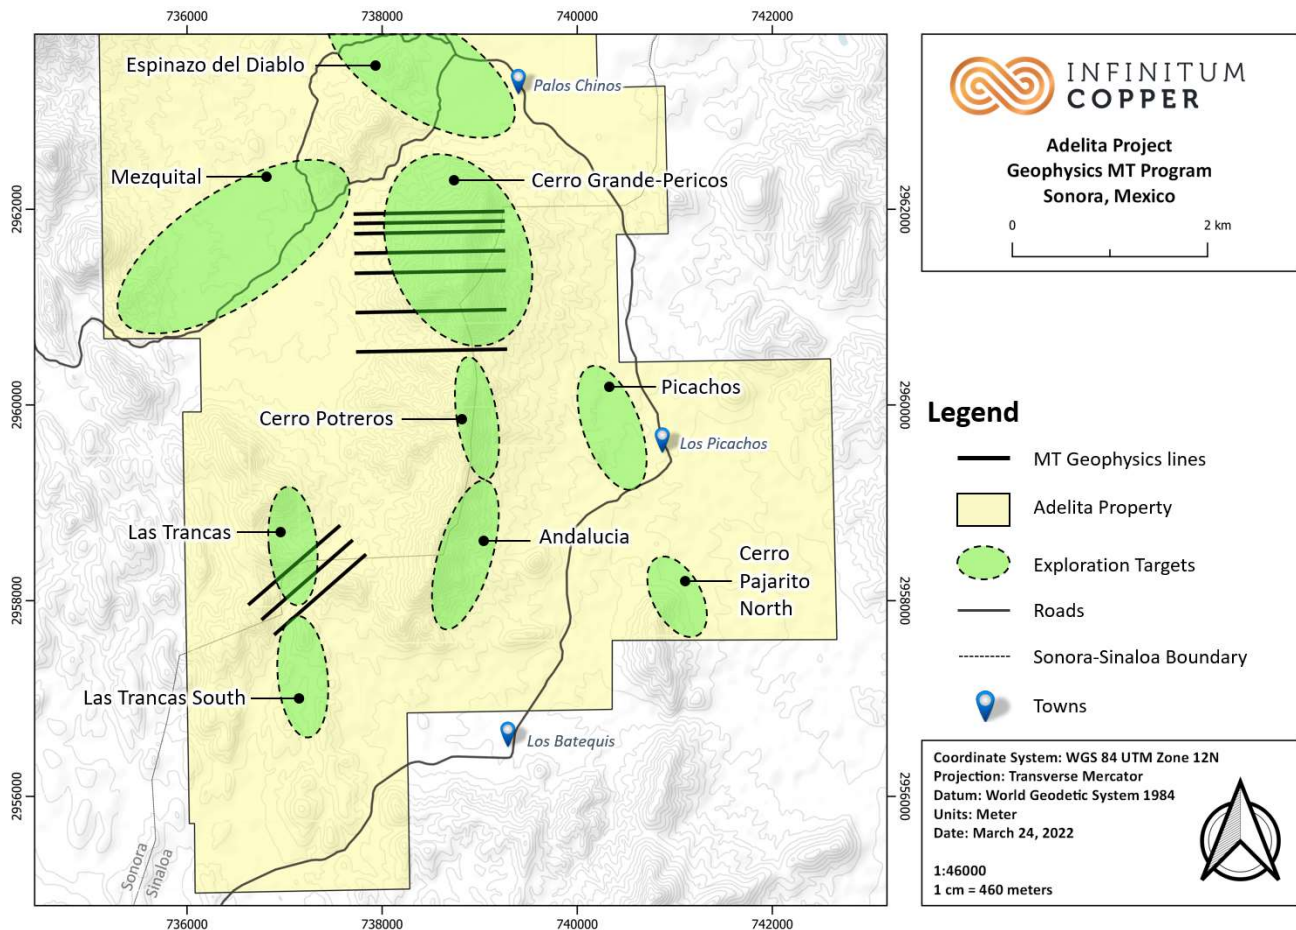 736000
738000
740000
742000
Espinazo del Diablo
Palos Chinos
Mezquital
Cerro Grande-Pericos
2962000
2962000
Picachos
Cerro Potreros
2960000
2960000
Los Picachos
Las Trancas
Andalucia
Cerro
Pajarito
North
2958000
2958000
Las Trancas South
Los Batequis
2956000
2956000
Sonora
Sinaloa
736000
738000
740000
742000
INFINITUM
COPPER
Adelita Project
Geophysics MT Program
Sonora, Mexico
0
2 km
Legend
MT Geophysics lines
Adelita Property
Exploration Targets
Roads
Sonora-Sinaloa Boundary
Towns
Coordinate System: WGS 84 UTM Zone 12N
Projection: Transverse Mercator
Datum: World Geodetic System 1984
Units: Meter
Date: March 24, 2022
1:46000
1 cm = 460 meters